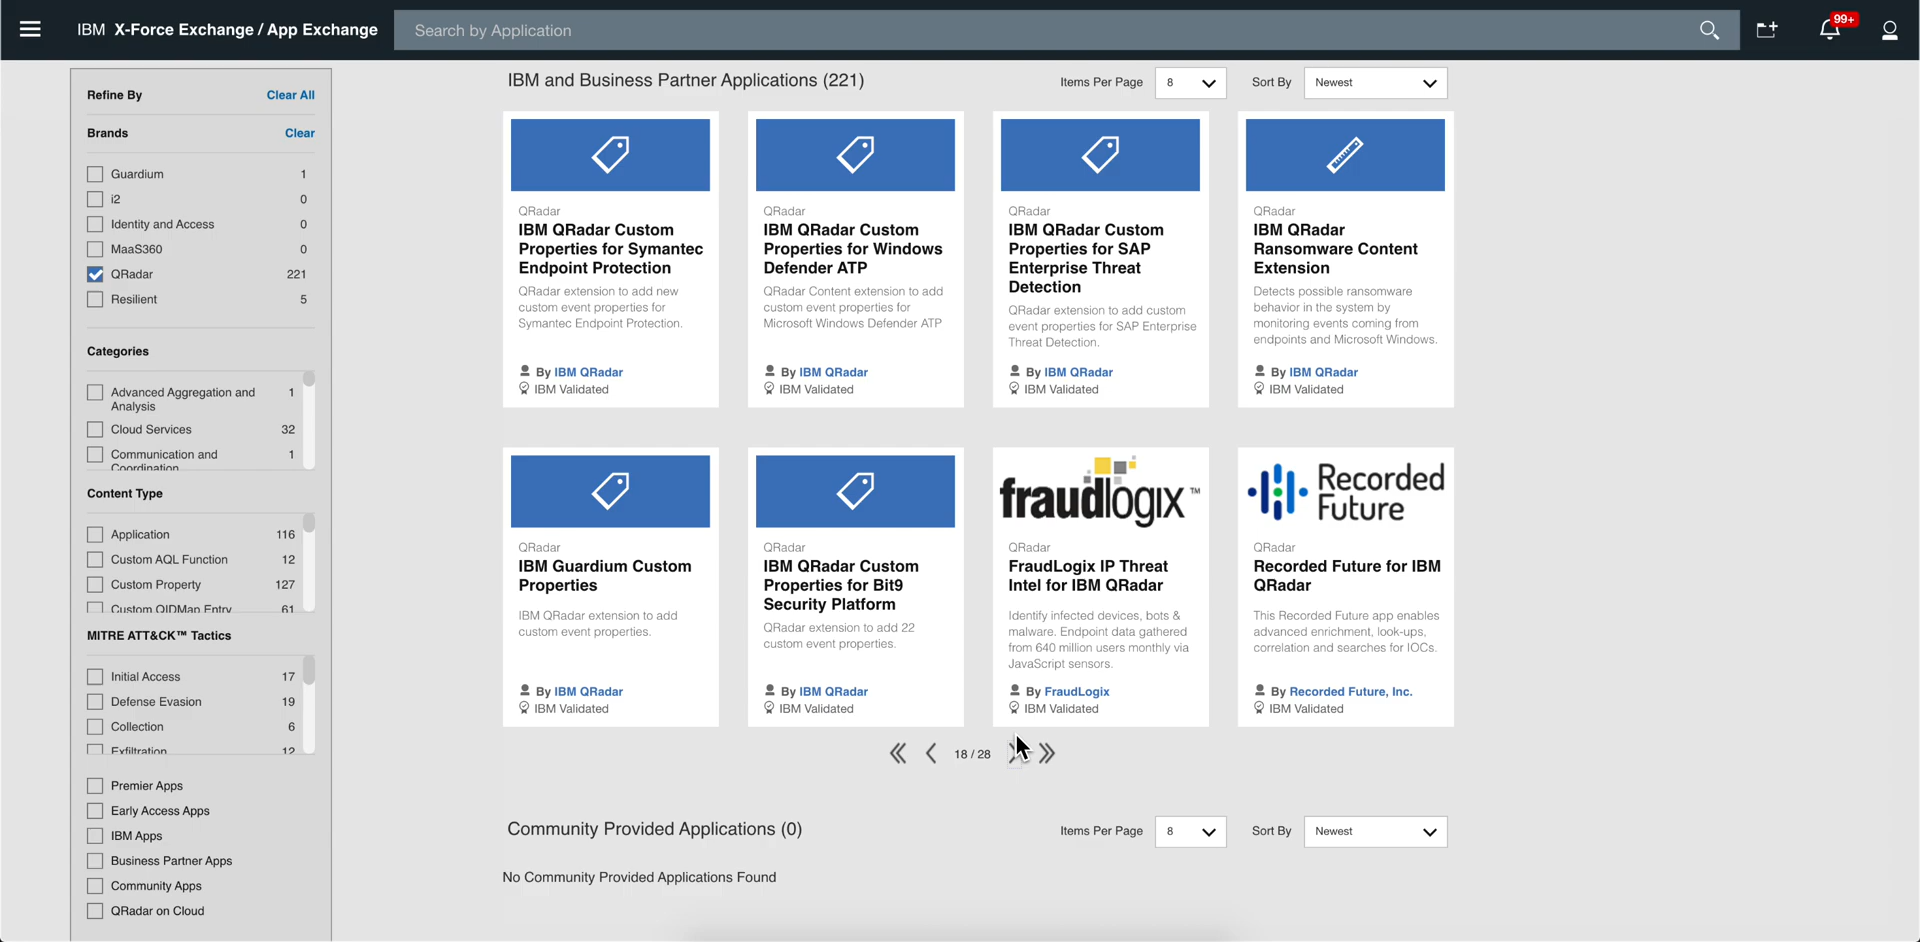 IBM X-Force Exchange / App Exchange
Search by Application
99+
Refine By
Clear All
Brands
Clear
Guardium 1
i2 0
Identity and Access 0
MaaS360 0
QRadar 221
Resilient 5
Categories
Advanced Aggregation and 1
Analysis
Cloud Services 32
Communication and 1
Coordination
Content Type
Application 116
Custom AQL Function 12
Custom Property 127
Custom QIDMap Entry 61
MITRE ATT&CK™ Tactics
Initial Access 17
Defense Evasion 19
Collection 6
Exfiltration 12
Premier Apps
Early Access Apps
IBM Apps
Business Partner Apps
Community Apps
QRadar on Cloud
IBM and Business Partner Applications (221)
Items Per Page 8
Sort By Newest
QRadar
IBM QRadar Custom
Properties for Symantec
Endpoint Protection
QRadar extension to add new
custom event properties for
Symantec Endpoint Protection.
By IBM QRadar
IBM Validated
QRadar
IBM QRadar Custom
Properties for Windows
Defender ATP
QRadar Content extension to add
custom event properties for
Microsoft Windows Defender ATP
By IBM QRadar
IBM Validated
QRadar
IBM QRadar Custom
Properties for SAP
Enterprise Threat
Detection
QRadar extension to add custom
event properties for SAP Enterprise
Threat Detection.
By IBM QRadar
IBM Validated
QRadar
IBM QRadar
Ransomware Content
Extension
Detects possible ransomware
behavior in the system by
monitoring events coming from
endpoints and Microsoft Windows.
By IBM QRadar
IBM Validated
QRadar
IBM Guardium Custom
Properties
IBM QRadar extension to add
custom event properties.
By IBM QRadar
IBM Validated
QRadar
IBM QRadar Custom
Properties for Bit9
Security Platform
QRadar extension to add 22
custom event properties.
By IBM QRadar
IBM Validated
fraudlogix™
QRadar
FraudLogix IP Threat
Intel for IBM QRadar
Identify infected devices, bots &
malware. Endpoint data gathered
from 640 million users monthly via
JavaScript sensors.
By FraudLogix
IBM Validated
Recorded
Future
QRadar
Recorded Future for IBM
QRadar
This Recorded Future app enables
advanced enrichment, look-ups,
correlation and searches for IOCs.
By Recorded Future, Inc.
IBM Validated
18 / 28
Community Provided Applications (0)
Items Per Page 8
Sort By Newest
No Community Provided Applications Found